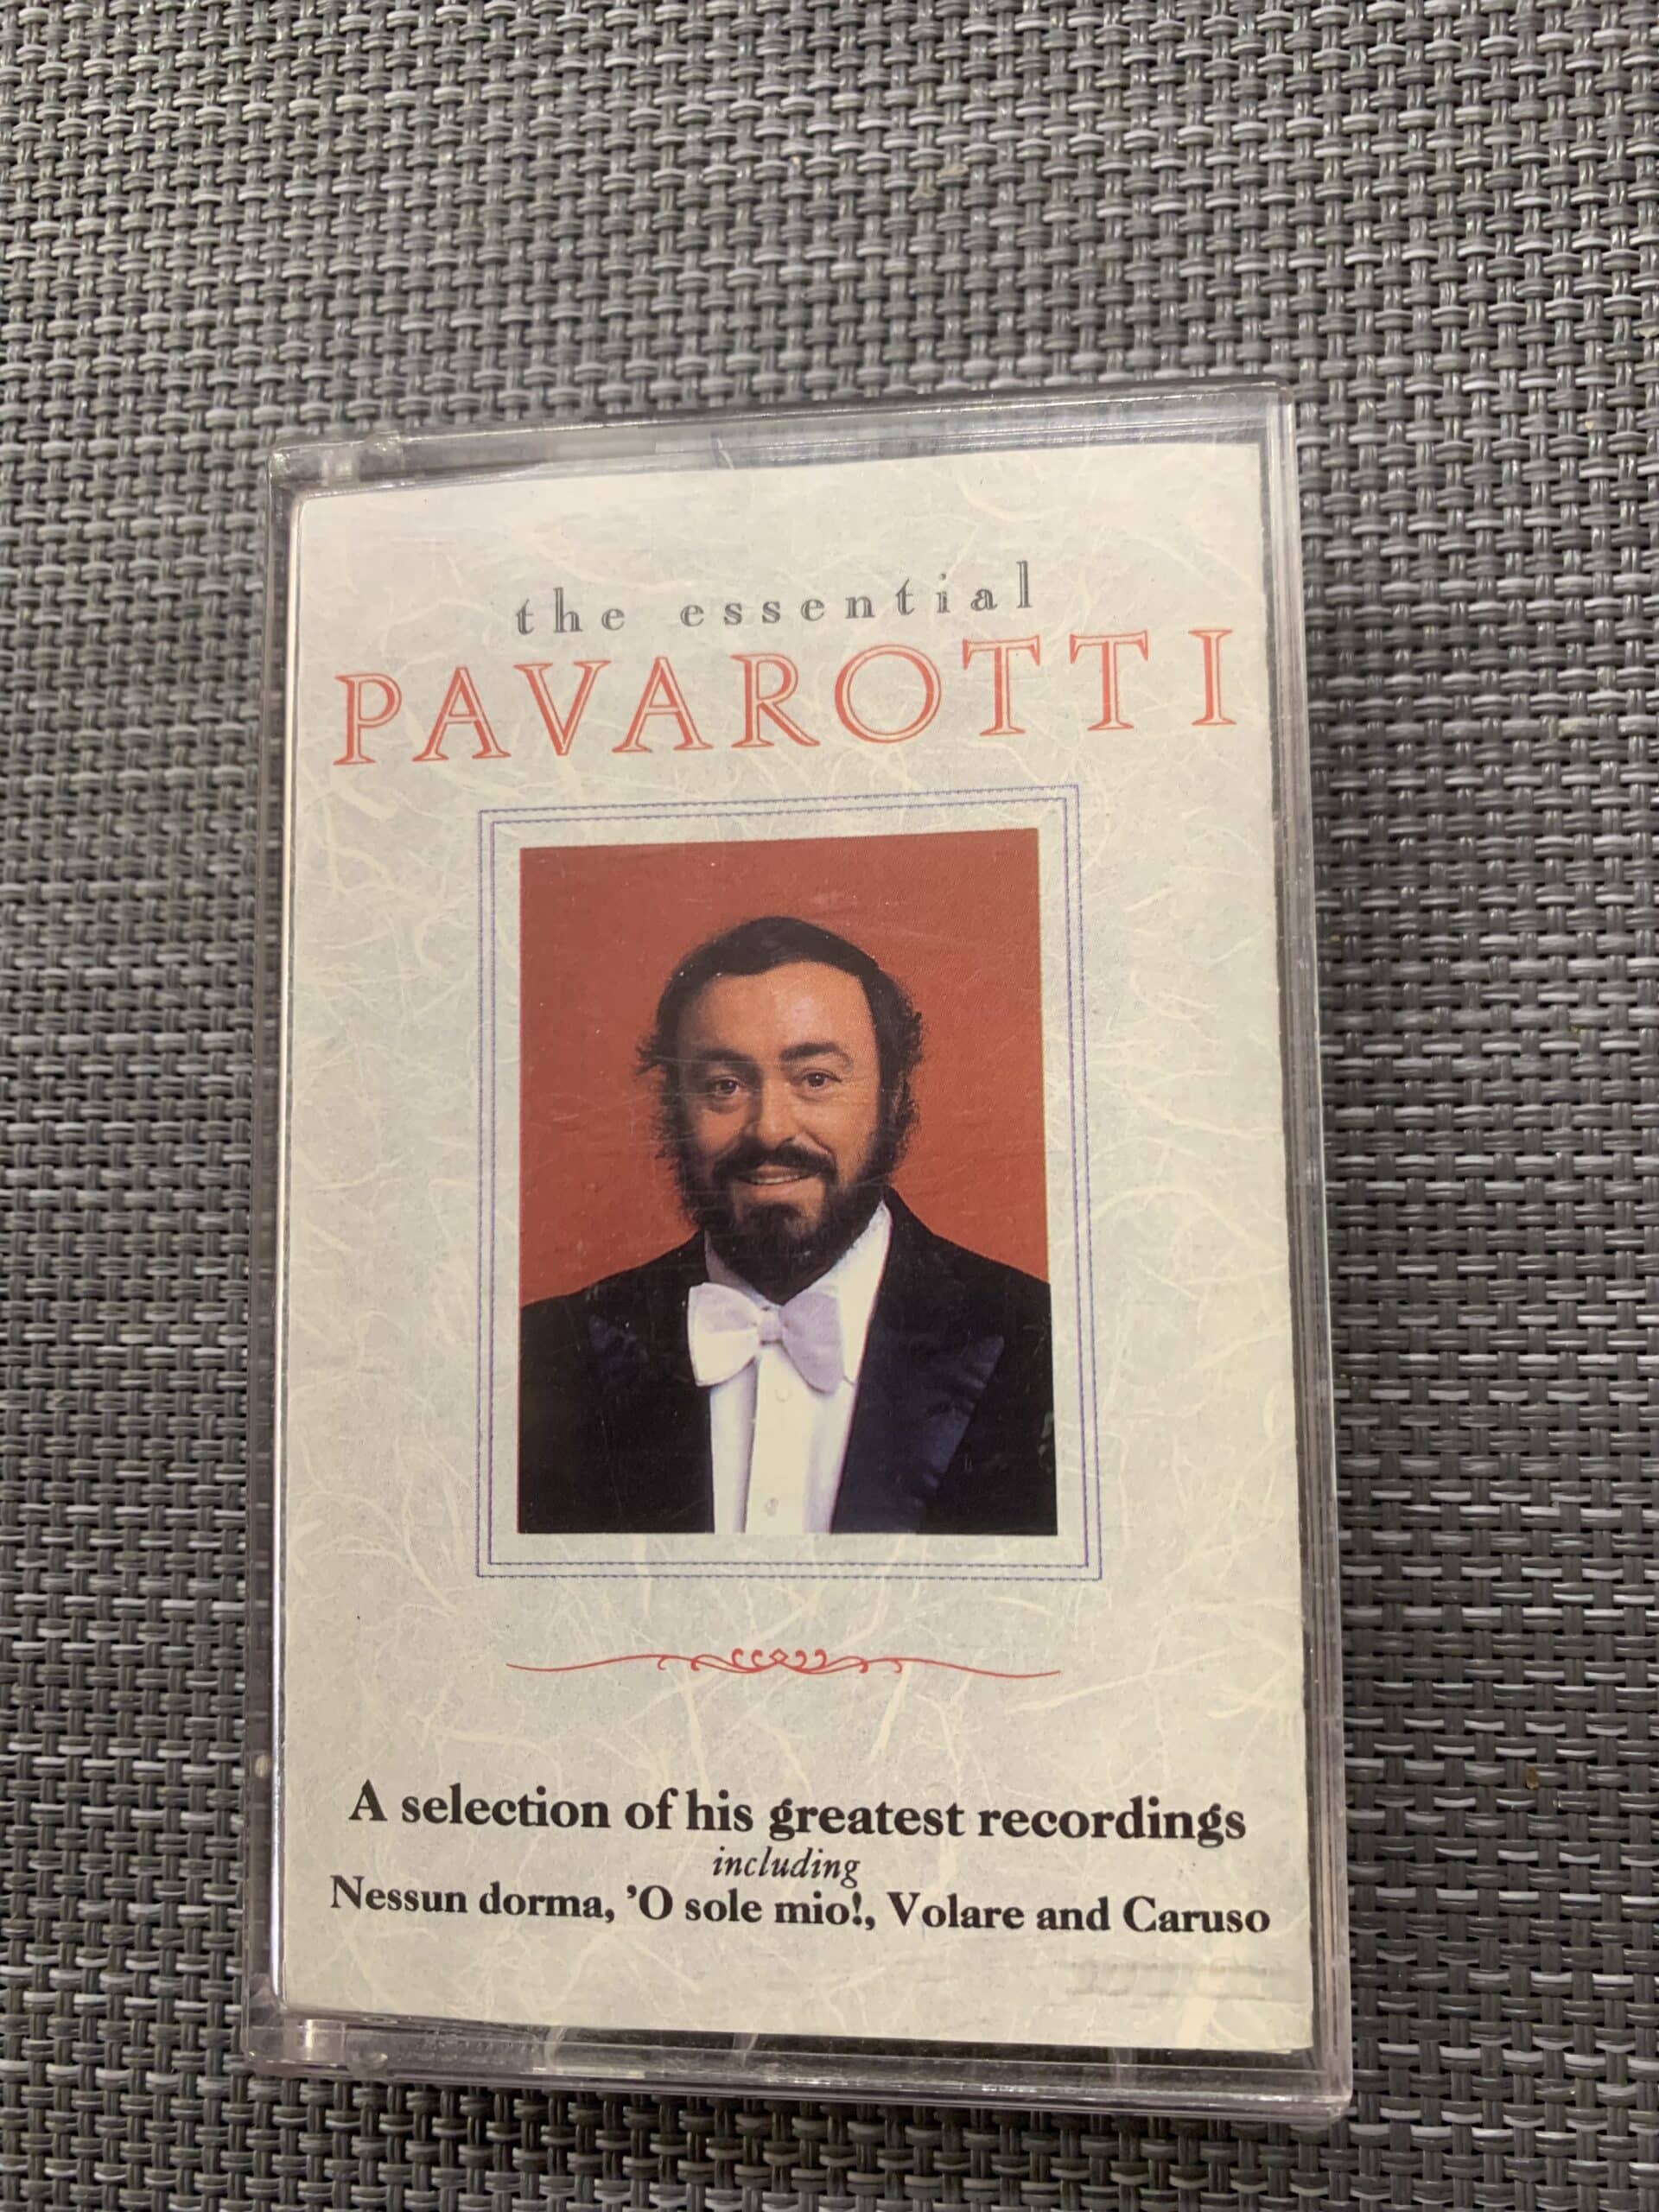 the essential
PAVAROTTI
A selection of his greatest recordings
including
Nessun dorma, 'O sole mio!, Volare and Caruso